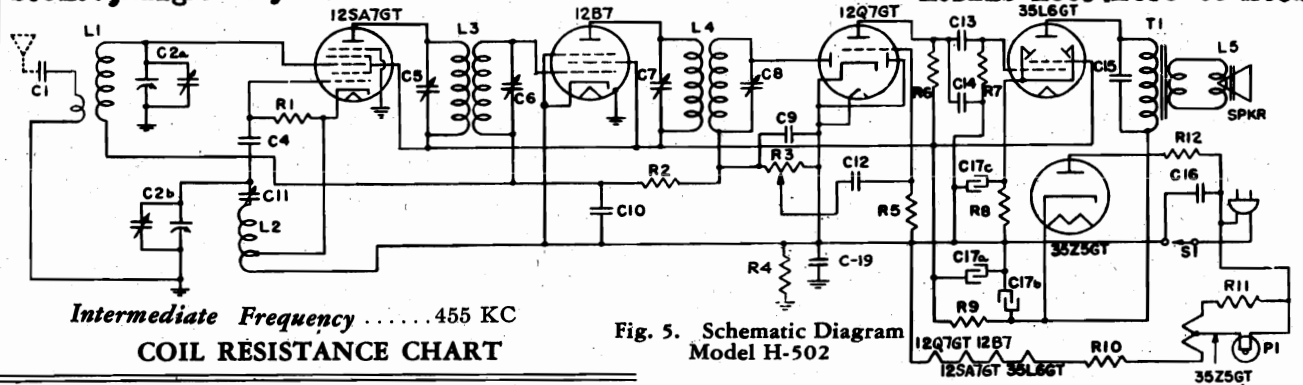 12SA7GT 12B7 12Q7GT 35L6GT
L1 C2a L3 L4 C13 T1 L5
C1 C5 C6 C7 C8 R6 C14 R7 C15
R1 C9 SPKR
C4 R3 R12
R2 C12 C17c C16
C2b C11 C10 R5 R8
L2 35Z5GT S1
R4 C-19 C17a C17b
R11
R9
Intermediate Frequency ......455 KC
Fig. 5. Schematic Diagram
Model H-502
COIL RESISTANCE CHART
12Q7GT 12B7 R10 P1
12SA7GT 35L6GT 35Z5GT